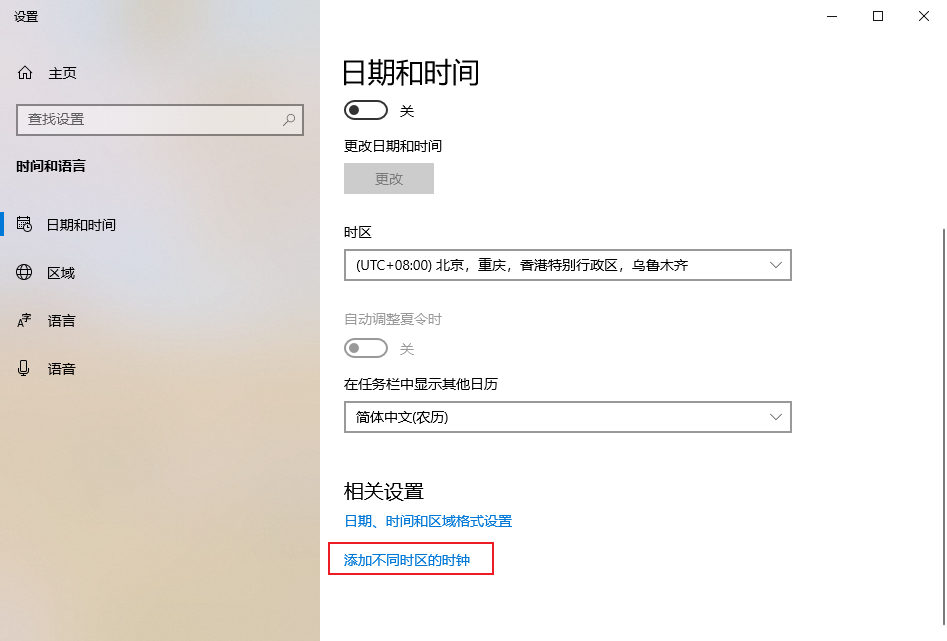 设置
主页
查找设置
时间和语言
日期和时间
区域
语言
语音
日期和时间
关
更改日期和时间
更改
时区
(UTC+08:00) 北京，重庆，香港特别行政区，乌鲁木齐
自动调整夏令时
关
在任务栏中显示其他日历
简体中文(农历)
相关设置
日期、时间和区域格式设置
添加不同时区的时钟